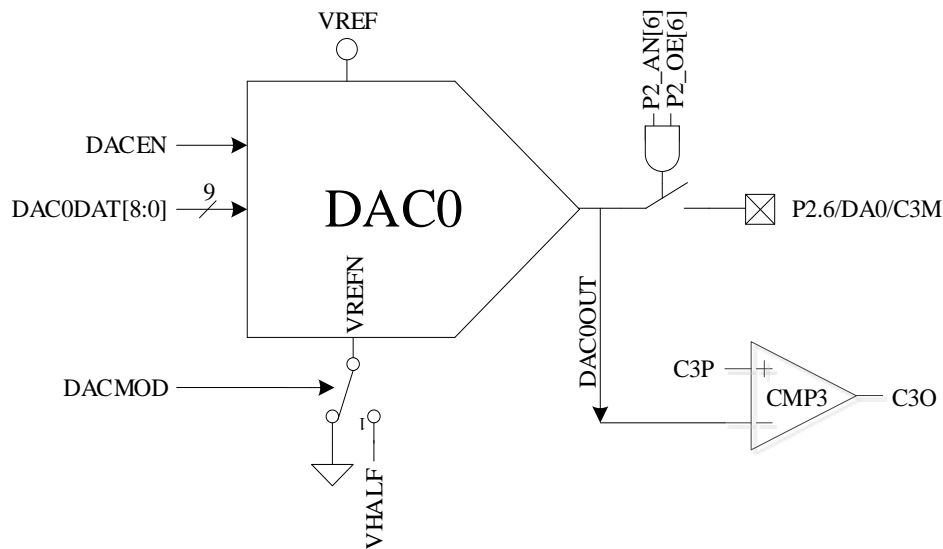 VREF
P2_AN[6]
P2_OE[6]
DACEN
DAC0DAT[8:0]
9
DAC0
P2.6/DA0/C3M
VREFN
DAC0OUT
DACMOD
C3P
+
CMP3
C3O
−
1
VHALF